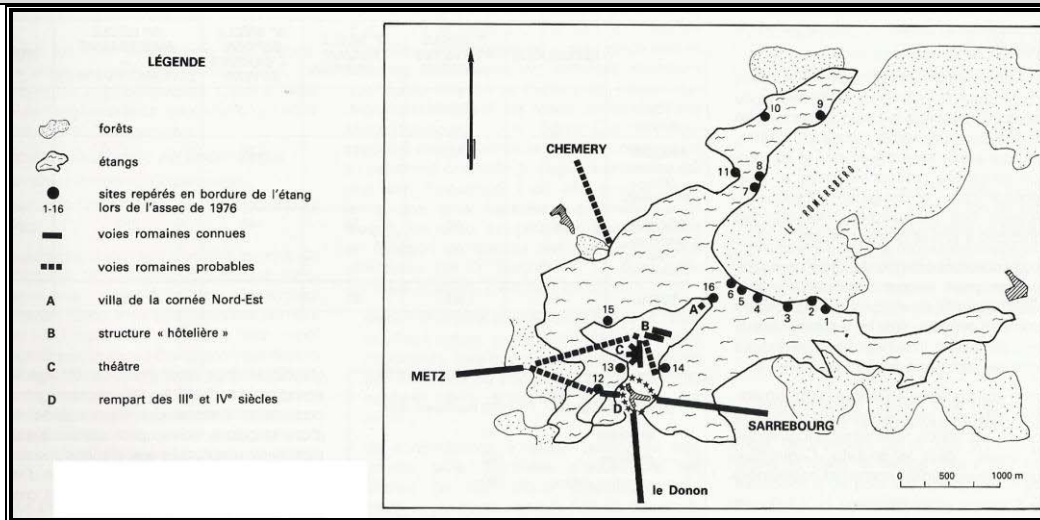 LÉGENDE
forêts
étangs
sites repérés en bordure de l'étang
1-16 lors de l'assec de 1976
voies romaines connues
voies romaines probables
A villa de la cornée Nord-Est
B structure « hôtelière »
C théâtre
D rempart des IIIe et IVe siècles
CHEMERY
10
9
11
8
7
LE ROMERSBERG
16
6
5
4
3
2
1
A
15
B
C
13
14
METZ
12
D
SARREBOURG
le Donon
0 500 1000 m